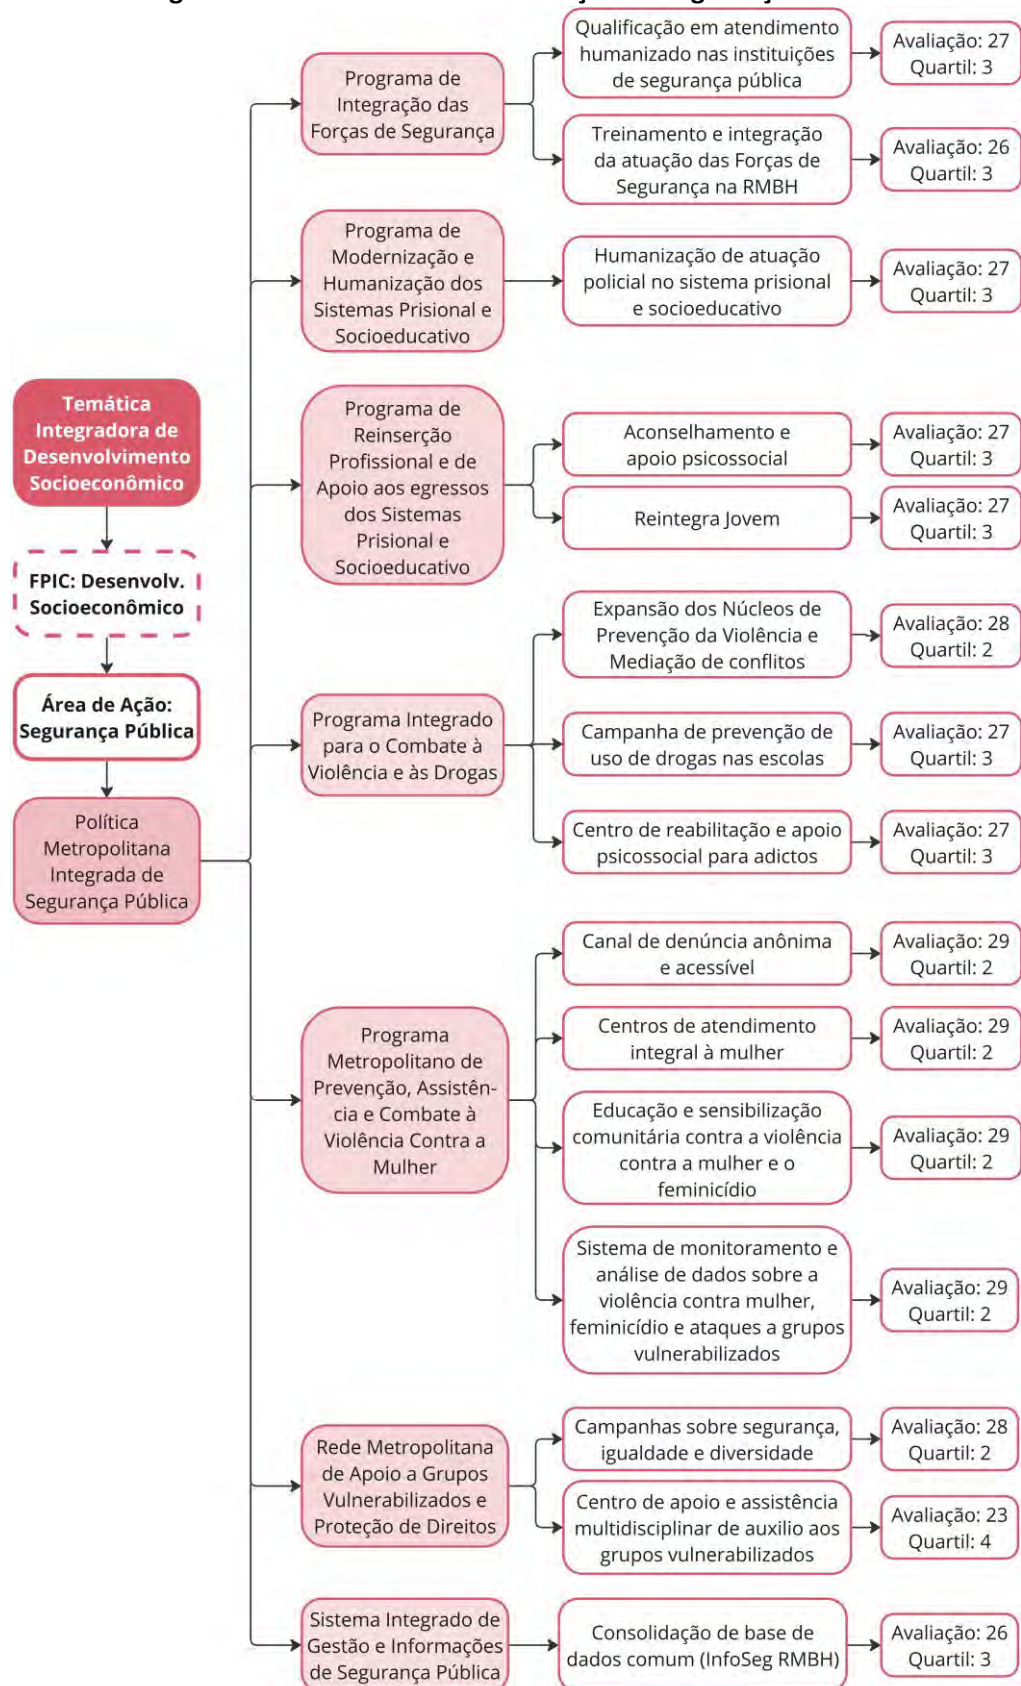 Qualificação em atendimento
humanizado nas instituições
de segurança pública
Avaliação: 27
Quartil: 3
Programa de
Integração das
Forças de Segurança
Treinamento e integração
da atuação das Forças de
Segurança na RMBH
Avaliação: 26
Quartil: 3
Programa de
Modernização e
Humanização dos
Sistemas Prisional e
Socioeducativo
Humanização de atuação
policial no sistema prisional
e socioeducativo
Avaliação: 27
Quartil: 3
Temática
Integradora de
Desenvolvimento
Socioeconômico
FPIC: Desenvolv.
Socioeconômico
Área de Ação:
Segurança Pública
Política
Metropolitana
Integrada de
Segurança Pública
Programa de
Reinserção
Profissional e de
Apoio aos egressos
dos Sistemas
Prisional e
Socioeducativo
Aconselhamento e
apoio psicossocial
Avaliação: 27
Quartil: 3
Reintegra Jovem
Avaliação: 27
Quartil: 3
Programa Integrado
para o Combate à
Violência e às Drogas
Expansão dos Núcleos de
Prevenção da Violência e
Mediação de conflitos
Avaliação: 28
Quartil: 2
Campanha de prevenção de
uso de drogas nas escolas
Avaliação: 27
Quartil: 3
Centro de reabilitação e apoio
psicossocial para adictos
Avaliação: 27
Quartil: 3
Programa
Metropolitano de
Prevenção, Assistên-
cia e Combate à
Violência Contra a
Mulher
Canal de denúncia anônima
e acessível
Avaliação: 29
Quartil: 2
Centros de atendimento
integral à mulher
Avaliação: 29
Quartil: 2
Educação e sensibilização
comunitária contra a violência
contra a mulher e o
feminicídio
Avaliação: 29
Quartil: 2
Sistema de monitoramento e
análise de dados sobre a
violência contra mulher,
feminicídio e ataques a grupos
vulnerabilizados
Avaliação: 29
Quartil: 2
Rede Metropolitana
de Apoio a Grupos
Vulnerabilizados e
Proteção de Direitos
Campanhas sobre segurança,
igualdade e diversidade
Avaliação: 28
Quartil: 2
Centro de apoio e assistência
multidisciplinar de auxilio aos
grupos vulnerabilizados
Avaliação: 23
Quartil: 4
Sistema Integrado de
Gestão e Informações
de Segurança Pública
Consolidação de base de
dados comum (InfoSeg RMBH)
Avaliação: 26
Quartil: 3